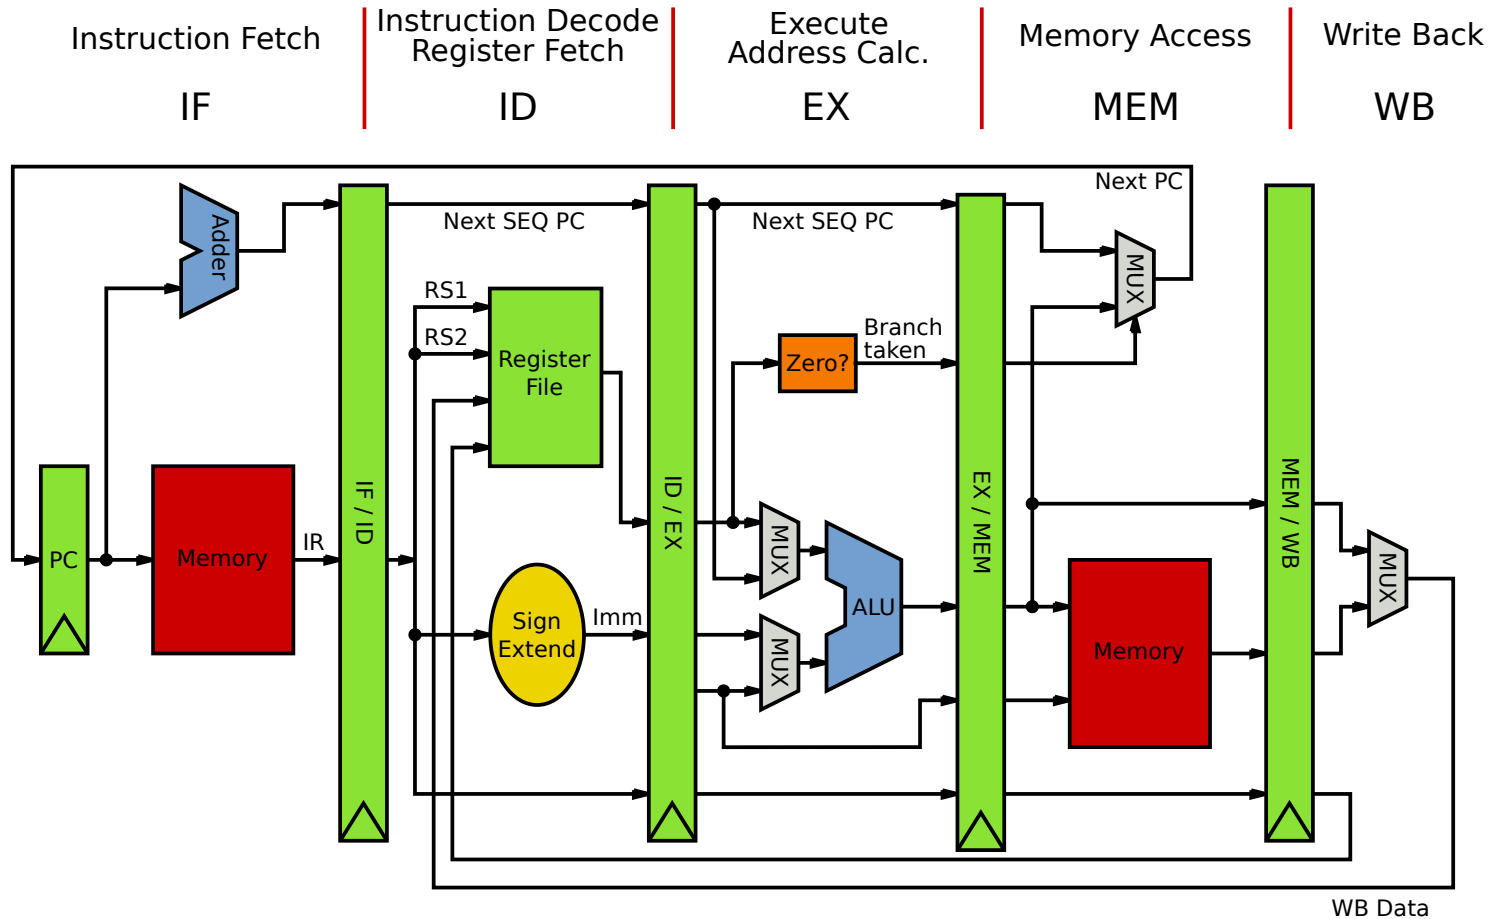 Instruction Fetch
IF
Instruction Decode
Register Fetch
ID
Execute
Address Calc.
EX
Memory Access
MEM
Write Back
WB
Next PC
Adder
Next SEQ PC
Next SEQ PC
MUX
RS1
RS2
Register
File
Branch
taken
Zero?
IF / ID
ID / EX
EX / MEM
MEM / WB
PC
Memory
IR
MUX
MUX
ALU
Sign
Extend
Imm
Memory
MUX
WB Data